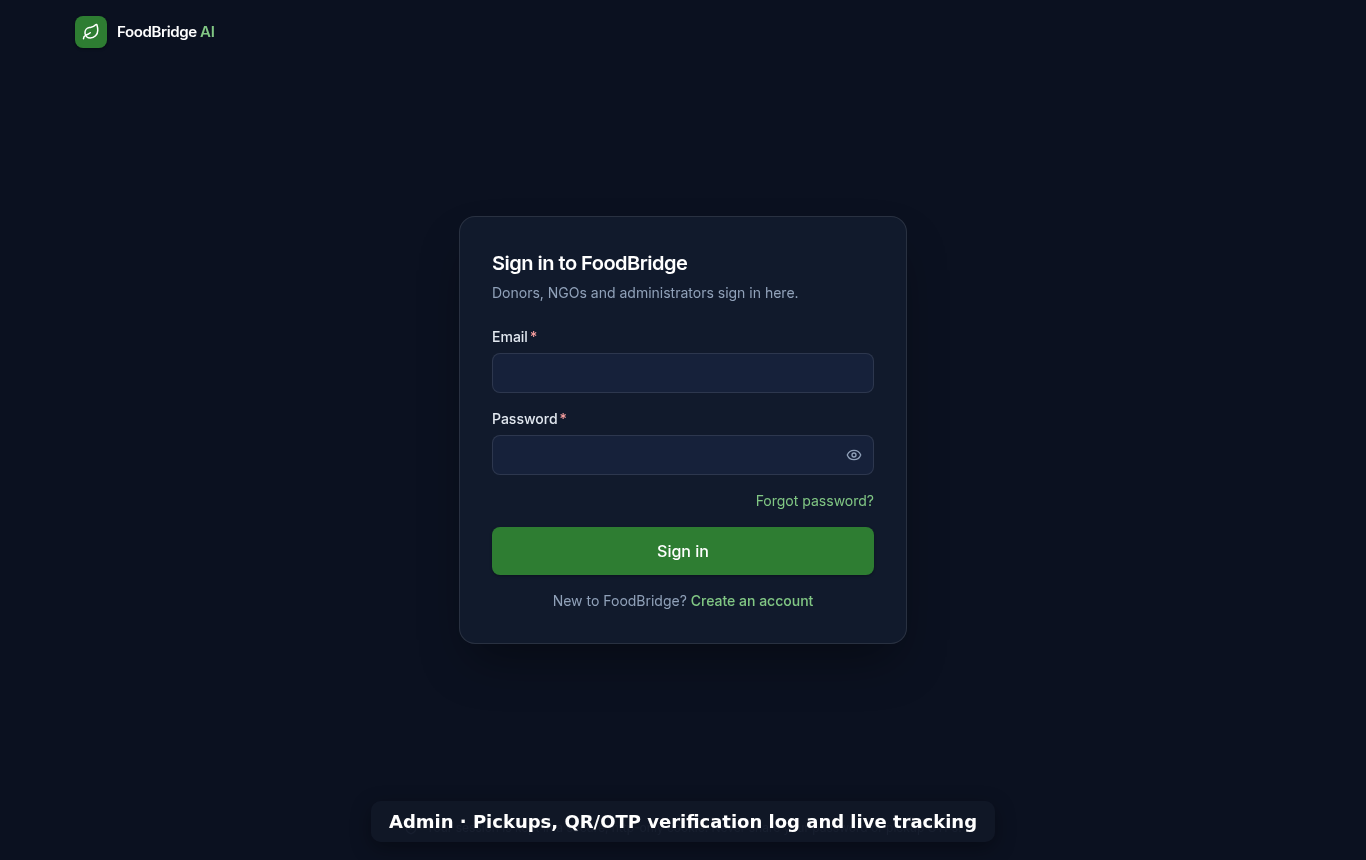 FoodBridge AI
Sign in to FoodBridge
Donors, NGOs and administrators sign in here.
Email *
Password *
Forgot password?
Sign in
New to FoodBridge? Create an account
Admin · Pickups, QR/OTP verification log and live tracking